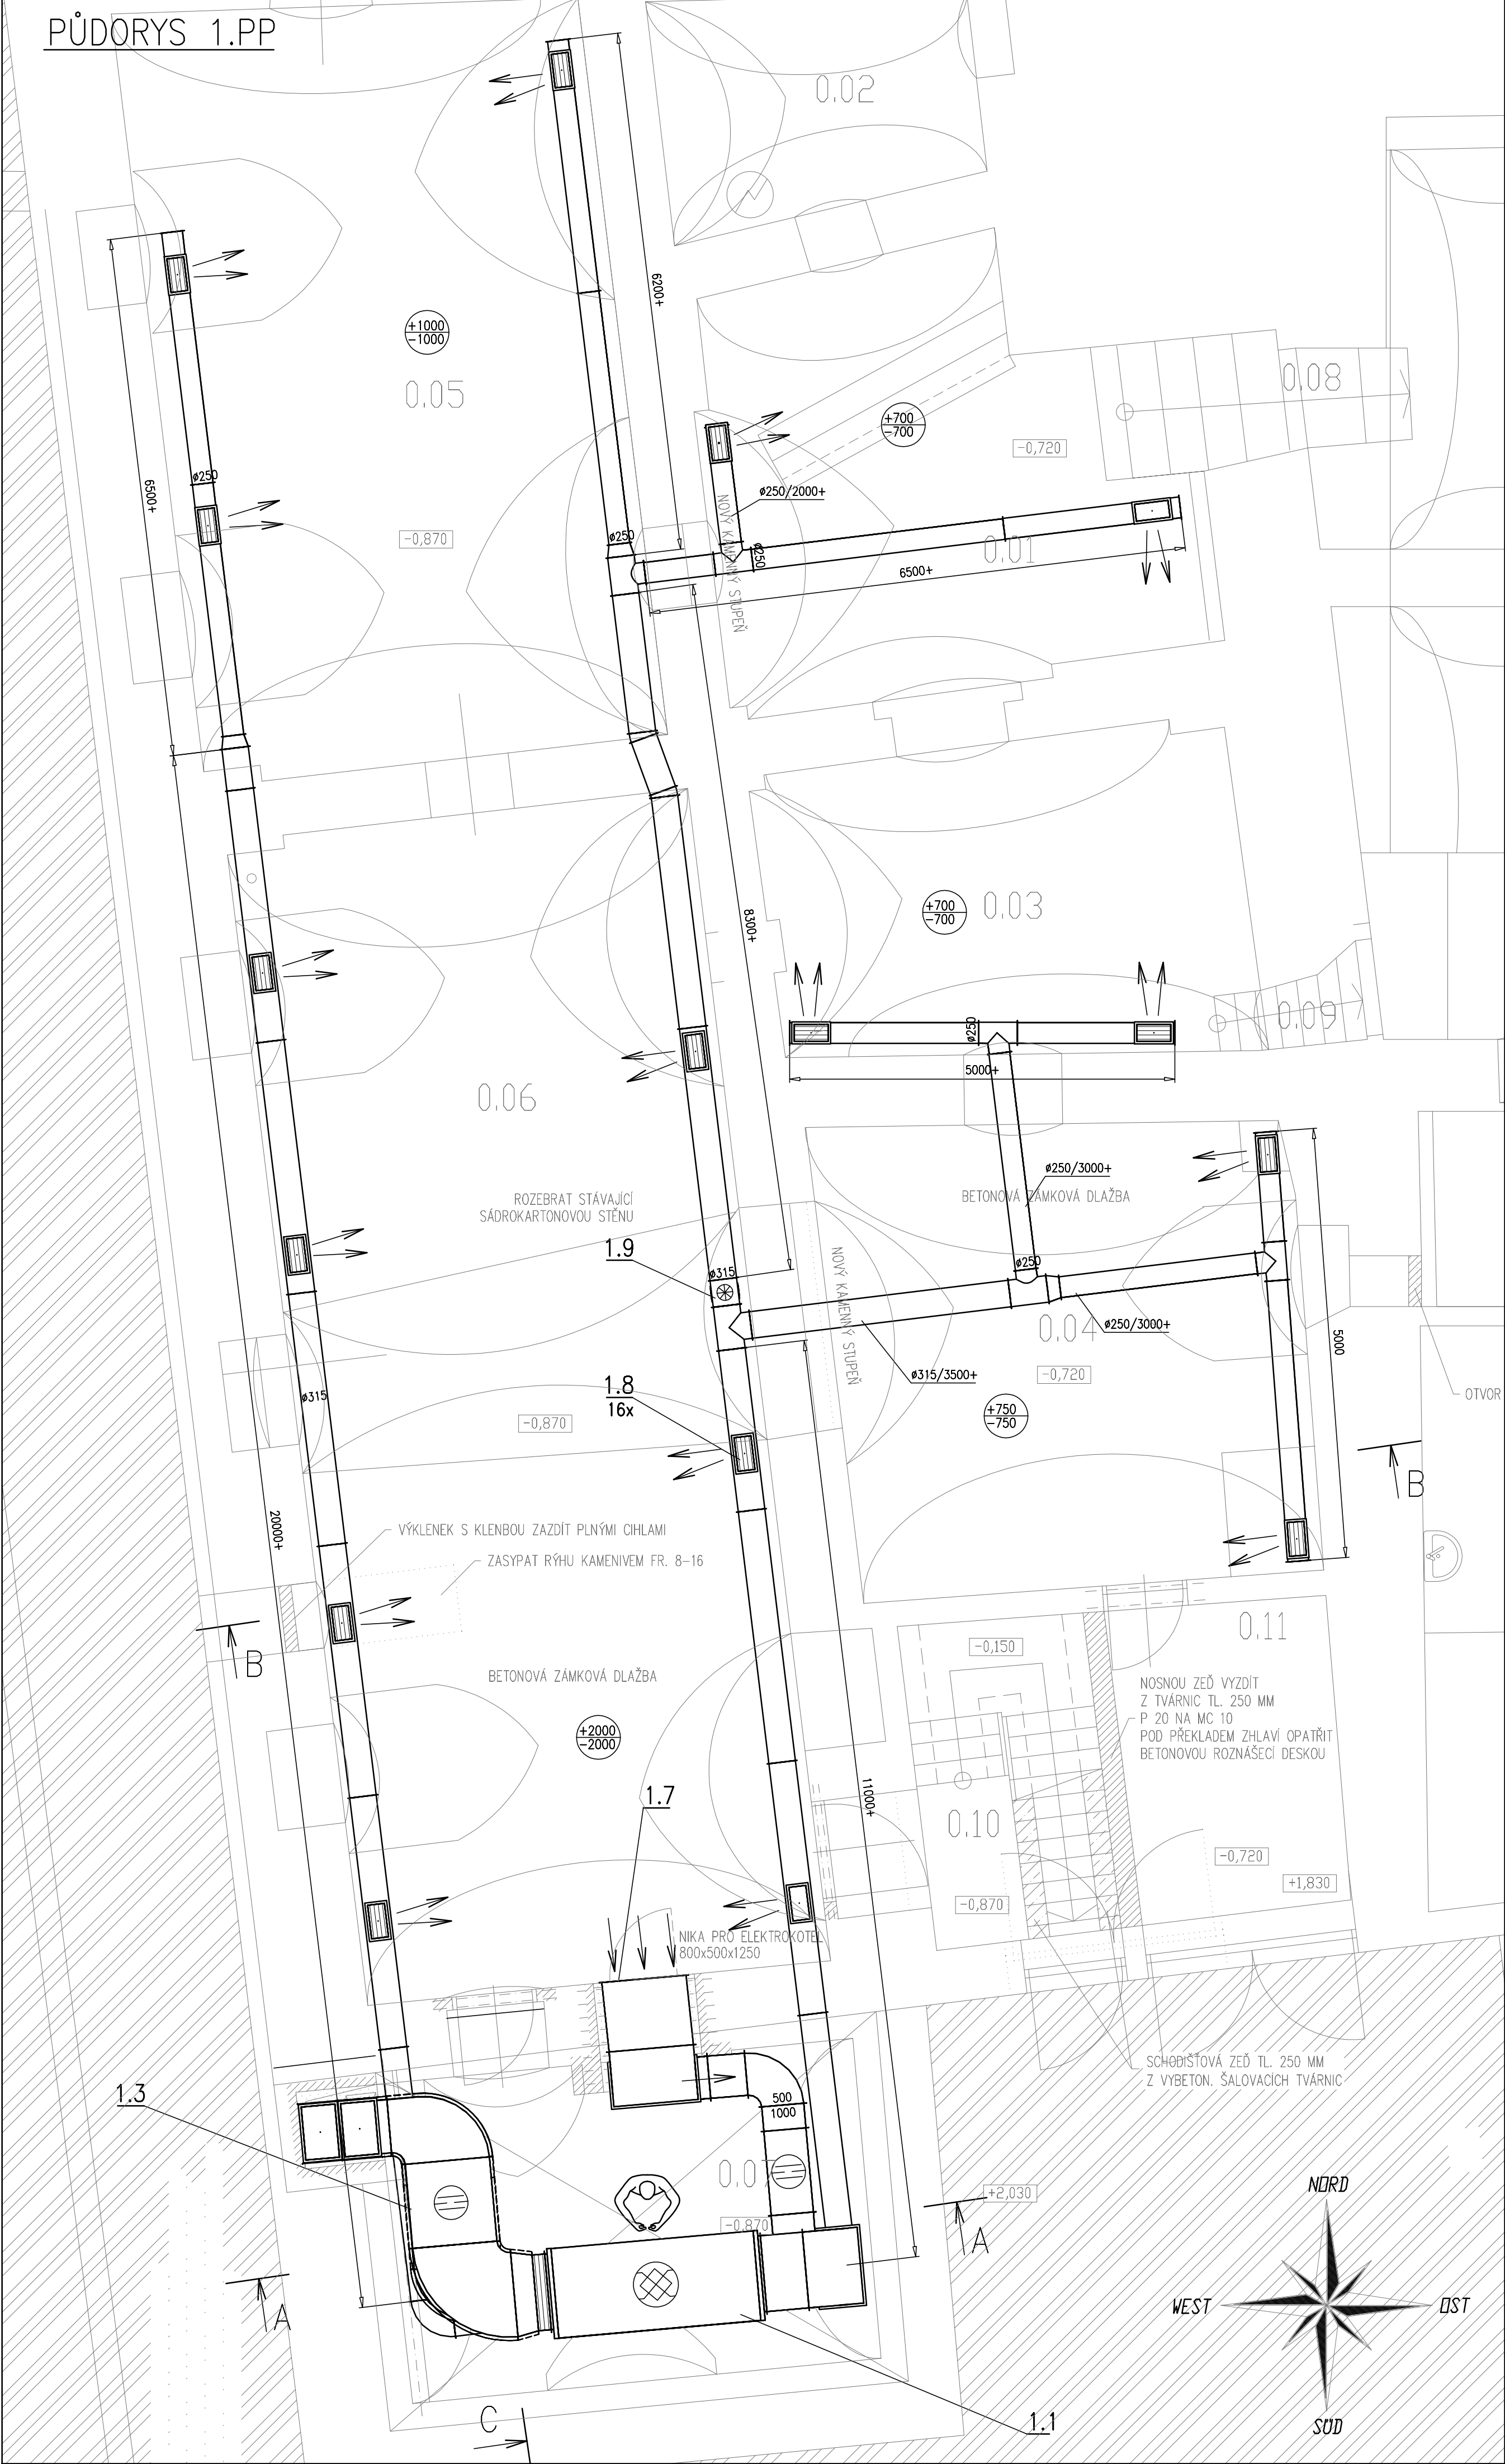 PŮDORYS 1.PP
0.02
6200+
+1000
-1000
0.05
0.08
+700
-700
-0,720
6500+
ø250
ø250/2000+
NOVÝ KAMENNÝ STUPEŇ
-0,870
ø250
ø250
0.01
6500+
8300+
+700
-700
0.03
0.09
ø250
5000+
0.06
ø250/3000+
BETONOVÁ ZÁMKOVÁ DLAŽBA
ROZEBRAT STÁVAJÍCÍ
SÁDROKARTONOVOU STĚNU
1.9
ø315
ø250
NOVÝ KAMENNÝ STUPEŇ
0.04
ø250/3000+
5000
ø315/3500+
-0,720
1.8
16x
ø315
OTVOR
-0,870
+750
-750
B
20000+
VÝKLENEK S KLENBOU ZAZDÍT PLNÝMI CIHLAMI
ZASYPAT RÝHU KAMENIVEM FR. 8-16
B
BETONOVÁ ZÁMKOVÁ DLAŽBA
-0,150
0.11
NOSNOU ZEĎ VYZDÍT
Z TVÁRNIC TL. 250 MM
P 20 NA MC 10
POD PŘEKLADEM ZHLAVÍ OPATŘIT
BETONOVOU ROZNÁŠECÍ DESKOU
+2000
-2000
1.7
11000+
0.10
-0,720
+1,830
-0,870
NIKA PRO ELEKTROKOTEL
800x500x1250
SCHODIŠŤOVÁ ZEĎ TL. 250 MM
Z VYBETON. ŠALOVACÍCH TVÁRNIC
1.3
500
1000
0.07
-0,870
+2,030
A
A
NORD
WEST
OST
SÜD
C
1.1